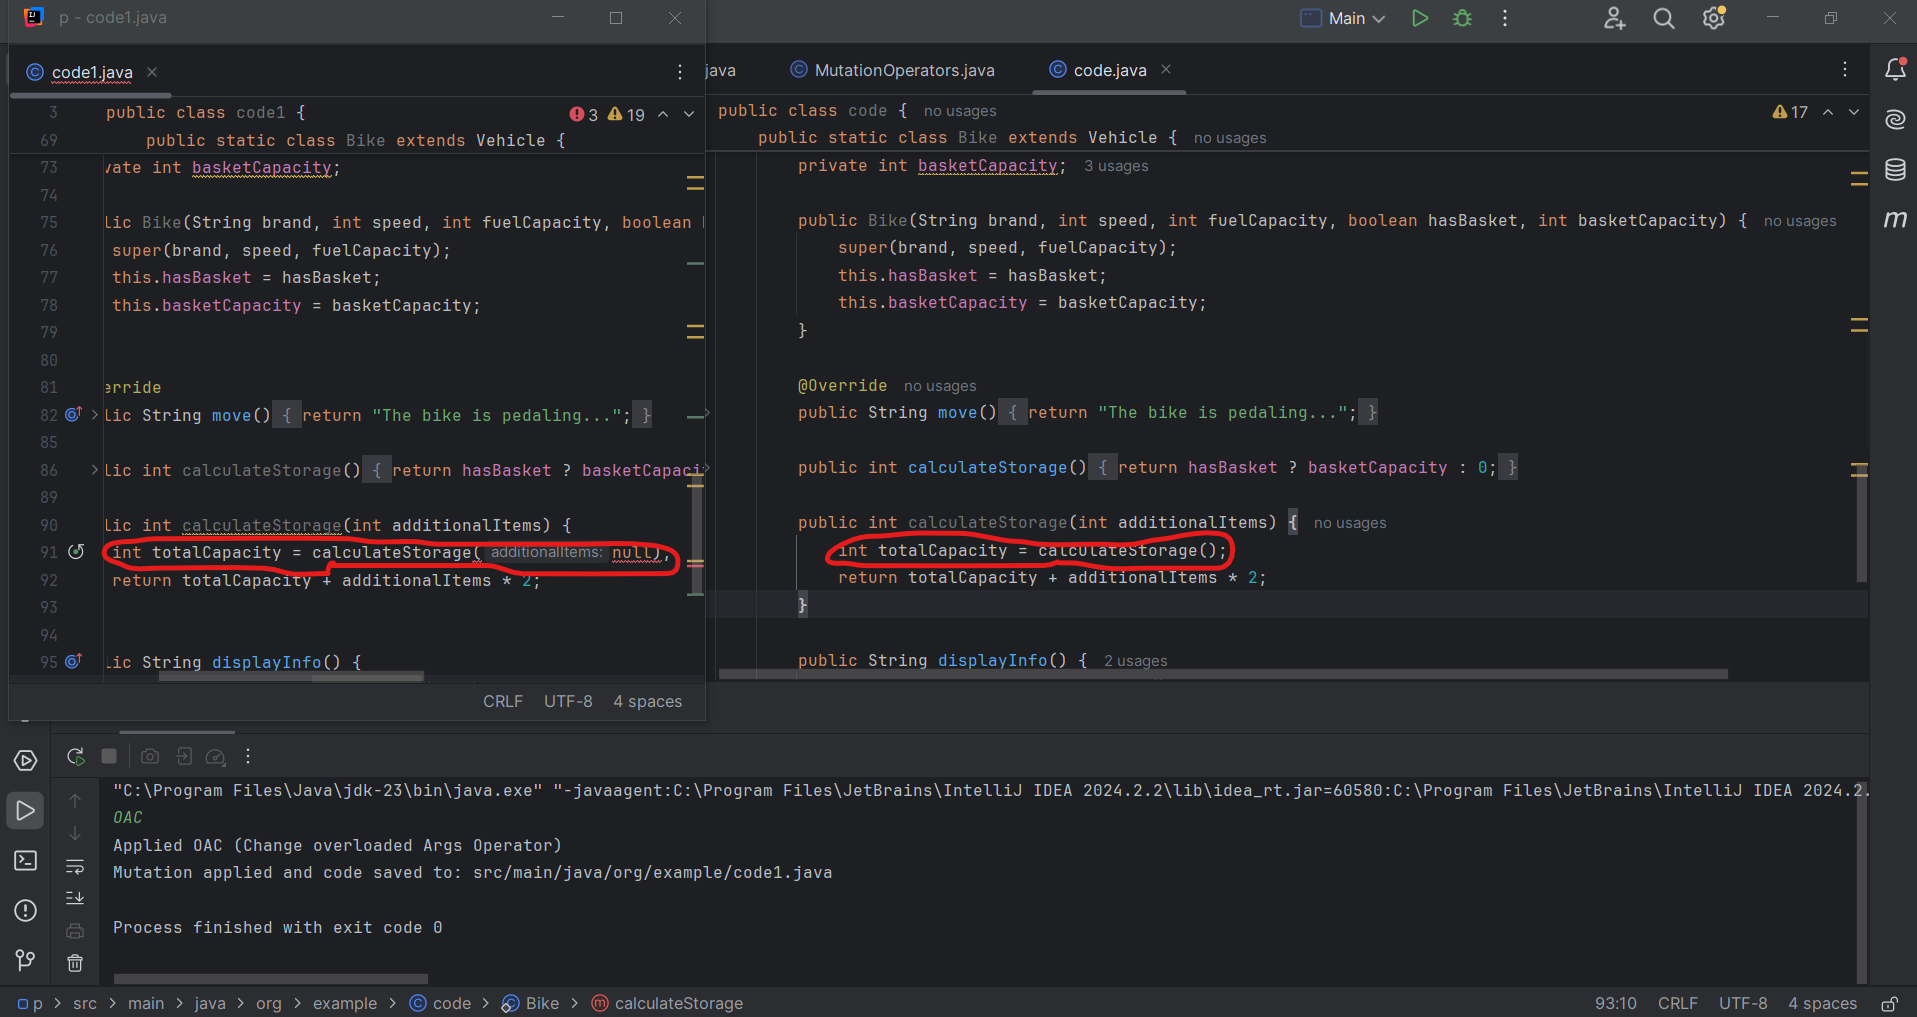 p - code1.java
Main
code1.java
java
MutationOperators.java
code.java
3 public class code1 {
3 19
69 public static class Bike extends Vehicle {
73 vate int basketCapacity;
74
75 lic Bike(String brand, int speed, int fuelCapacity, boolean
76 super(brand, speed, fuelCapacity);
77 this.hasBasket = hasBasket;
78 this.basketCapacity = basketCapacity;
79
80
81 erride
82 lic String move() { return "The bike is pedaling..."; }
85
86 lic int calculateStorage() { return hasBasket ? basketCapaci
89
90 lic int calculateStorage(int additionalItems) {
91 int totalCapacity = calculateStorage( additionalItems: null);
92 return totalCapacity + additionalItems * 2;
93
94
95 lic String displayInfo() {
CRLF UTF-8 4 spaces
public class code { no usages
17
public static class Bike extends Vehicle { no usages
private int basketCapacity; 3 usages
public Bike(String brand, int speed, int fuelCapacity, boolean hasBasket, int basketCapacity) { no usages
super(brand, speed, fuelCapacity);
this.hasBasket = hasBasket;
this.basketCapacity = basketCapacity;
}
@Override no usages
public String move() { return "The bike is pedaling..."; }
public int calculateStorage() { return hasBasket ? basketCapacity : 0; }
public int calculateStorage(int additionalItems) { no usages
int totalCapacity = calculateStorage();
return totalCapacity + additionalItems * 2;
}
public String displayInfo() { 2 usages
"C:\Program Files\Java\jdk-23\bin\java.exe" "-javaagent:C:\Program Files\JetBrains\IntelliJ IDEA 2024.2.2\lib\idea_rt.jar=60580:C:\Program Files\JetBrains\IntelliJ IDEA 2024.2.
OAC
Applied OAC (Change overloaded Args Operator)
Mutation applied and code saved to: src/main/java/org/example/code1.java
Process finished with exit code 0
p > src > main > java > org > example > code > Bike > calculateStorage
93:10 CRLF UTF-8 4 spaces